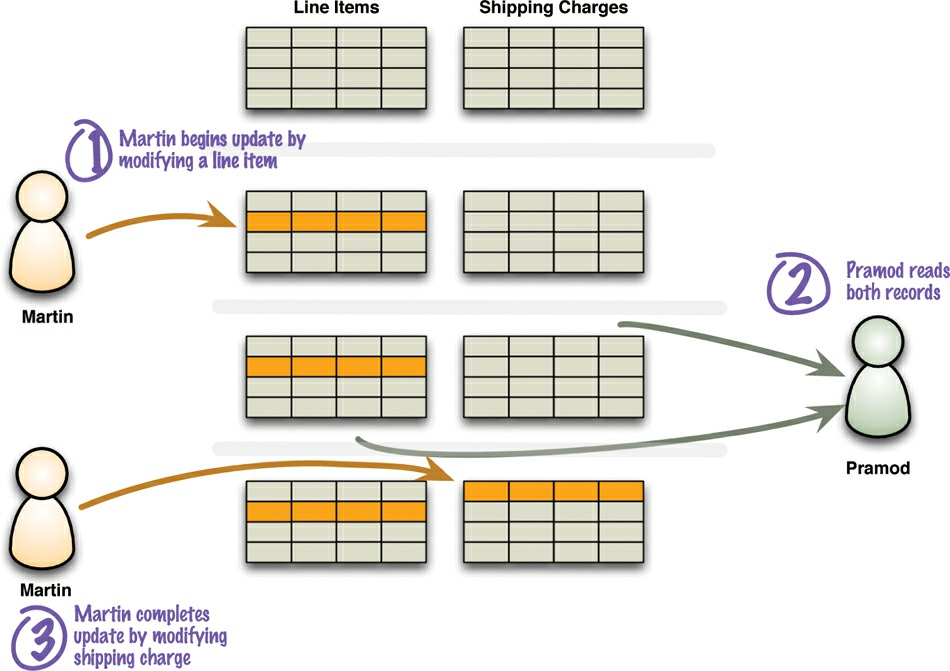 Line Items
Shipping Charges
1
Martin begins update by
modifying a line item
Martin
2
Pramod reads
both records
Pramod
Martin
3
Martin completes
update by modifying
shipping charge